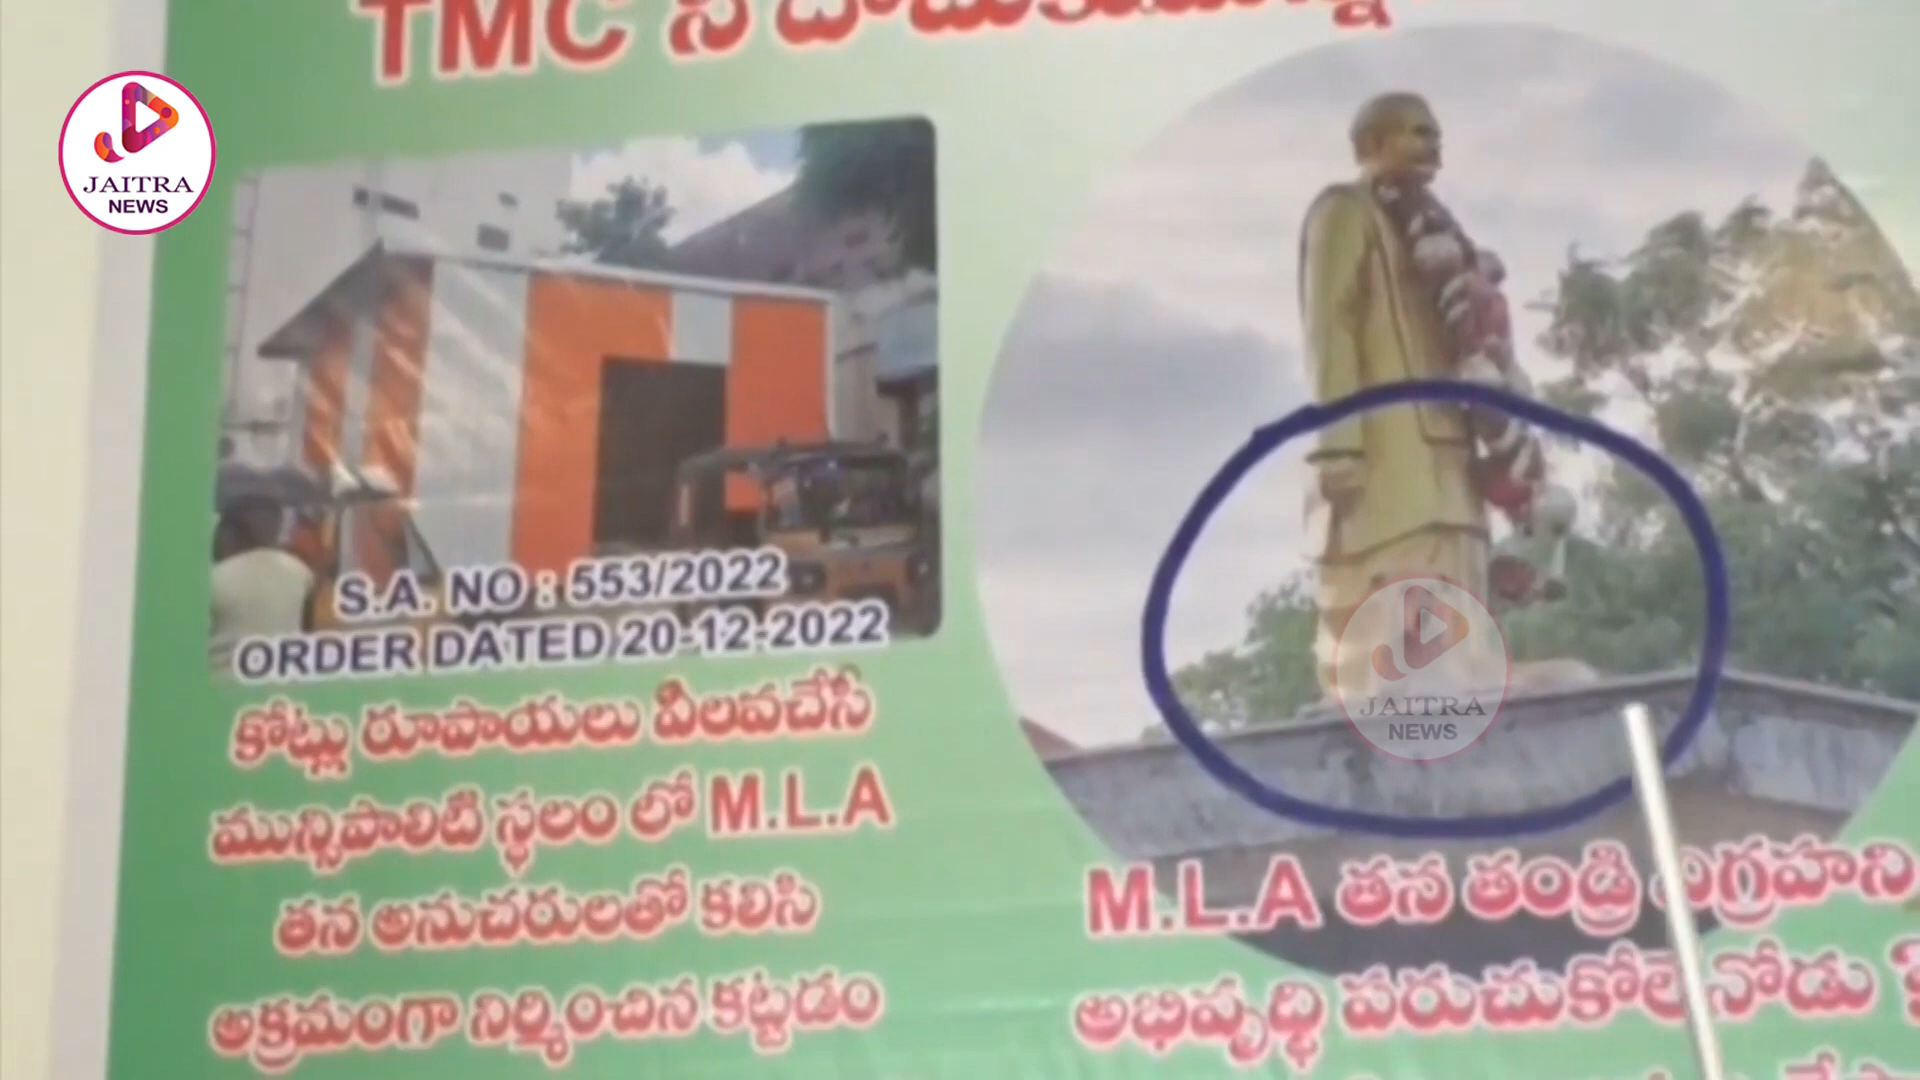 TMC ని దోచుకుపోతున్న
JAITRA
NEWS
S.A. NO : 553/2022
ORDER DATED 20-12-2022
కోట్లు రూపాయలు విలవచేసే
మున్సిపాలిటి స్థలం లో M.L.A
తన అనుచరులతో కలిసి
అక్రమంగా నిర్మించిన కట్టడం
JAITRA
NEWS
M.L.A తన తండ్రి విగ్రహని
అభివృద్ధి పరుచుకోలేనోడు